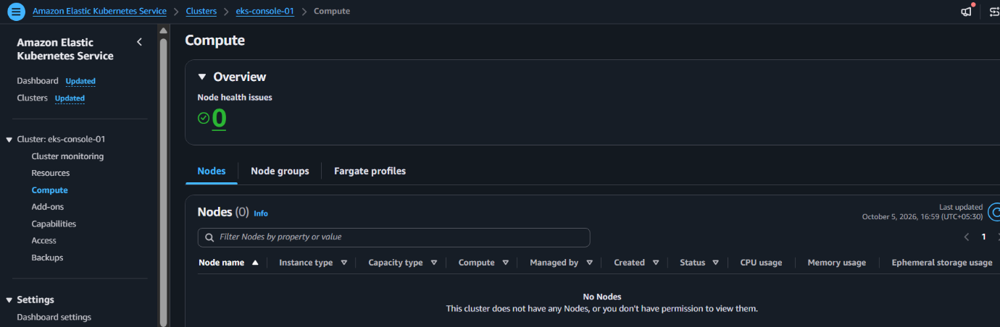 Amazon Elastic Kubernetes Service > Clusters > eks-console-01 > Compute
Amazon Elastic
Kubernetes Service
Dashboard Updated
Clusters Updated
Cluster: eks-console-01
Cluster monitoring
Resources
Compute
Add-ons
Capabilities
Access
Backups
Settings
Dashboard settings
Compute
Overview
Node health issues
0
Nodes Node groups Fargate profiles
Nodes (0) Info
Last updated
October 5, 2026, 16:59 (UTC+05:30)
Filter Nodes by property or value
1
Node name Instance type Capacity type Compute Managed by Created Status CPU usage Memory usage Ephemeral storage usage
No Nodes
This cluster does not have any Nodes, or you don't have permission to view them.